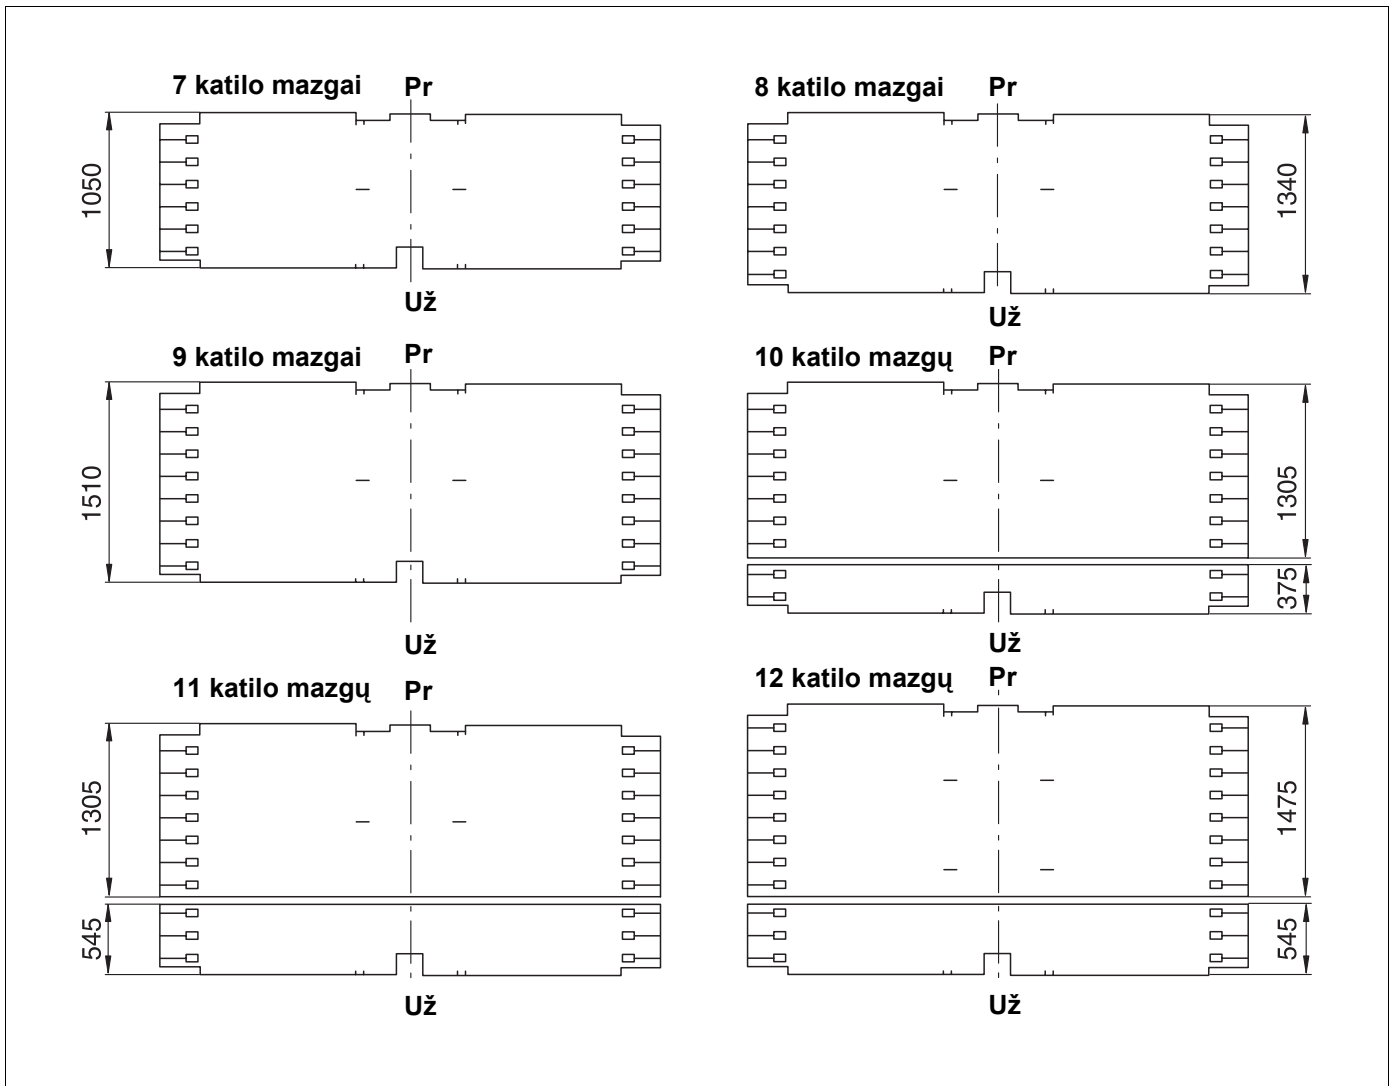 7 katilo mazgai
Pr
1050
Už
8 katilo mazgai
Pr
1340
Už
9 katilo mazgai
Pr
1510
Už
10 katilo mazgų
Pr
1305
375
Už
11 katilo mazgų
Pr
1305
545
Už
12 katilo mazgų
Pr
1475
545
Už